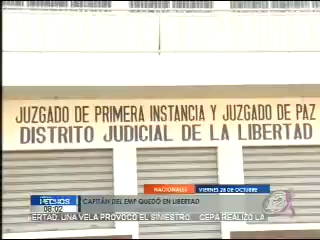 JUZGADO DE PRIMERA INSTANCIA Y JUZGADO DE PAZ
DISTRITO JUDICIAL DE LA LIBERTAD
NACIONALES VIERNES 28 DE OCTUBRE
HECHOS CAPITÁN DEL EMP QUEDÓ EN LIBERTAD
08:02
ERTAD: UNA VELA PROVOCÓ EL SINIESTRO. CEPA REALIZÓ LA